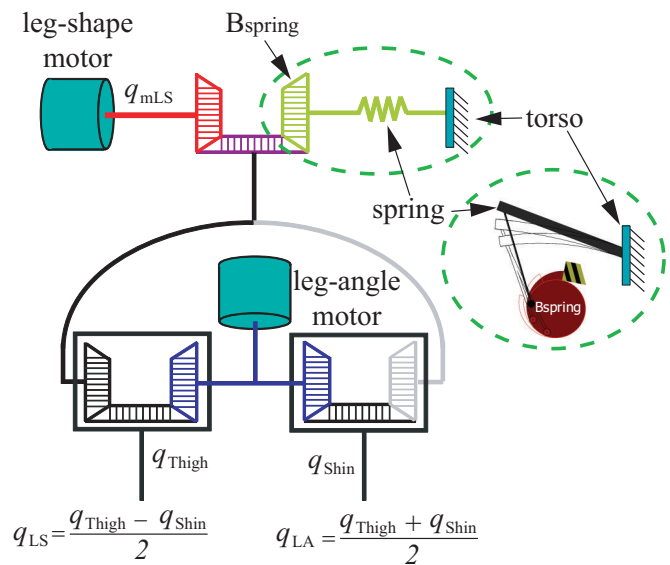 leg-shape
motor
q_mLS
Bspring
torso
spring
Bspring
leg-angle
motor
q_Thigh
q_Shin
q_LS = (q_Thigh − q_Shin) / 2
q_LA = (q_Thigh + q_Shin) / 2